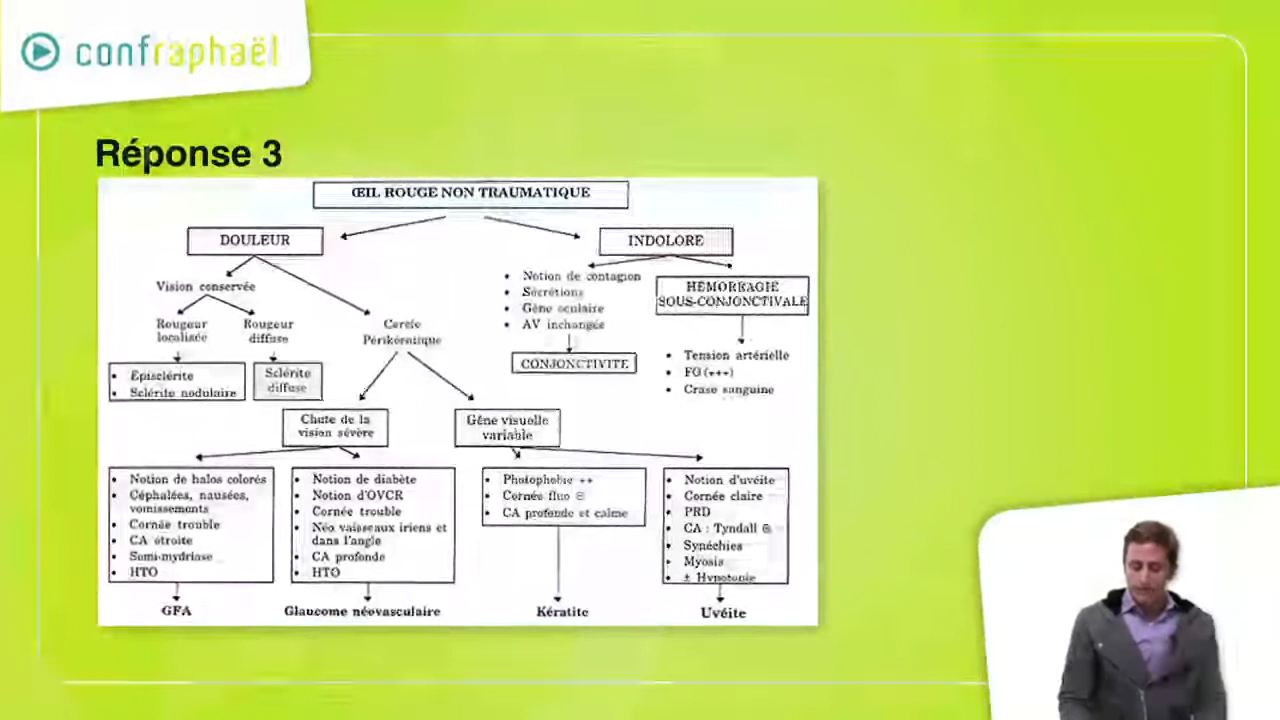 confraphaël
Réponse 3
ŒIL ROUGE NON TRAUMATIQUE
DOULEUR
INDOLORE
Vision conservée
Rougeur
localisée
Rougeur
diffuse
Cercle
Périkératique
• Episclérite
• Sclérite nodulaire
Sclérite
diffuse
• Notion de contagion
• Sécrétions
• Gêne oculaire
• AV inchangée
CONJONCTIVITE
HÉMORRAGIE
SOUS-CONJONCTIVALE
• Tension artérielle
• FO (+++)
• Crase sanguine
Chute de la
vision sévère
Gêne visuelle
variable
• Notion de halos colorés
• Céphalées, nausées,
vomissements
• Cornée trouble
• CA étroite
• Semi-mydriase
• HTO
GFA
• Notion de diabète
• Notion d'OVCR
• Cornée trouble
• Néo vaisseaux iriens et
dans l'angle
• CA profonde
• HTO
Glaucome néovasculaire
• Photophobie ++
• Cornée fluo ⊕
• CA profonde et calme
Kératite
• Notion d'uvéite
• Cornée claire
• PRD
• CA : Tyndall ⊕
• Synéchies
• Myosis
• ± Hypotonie
Uvéite